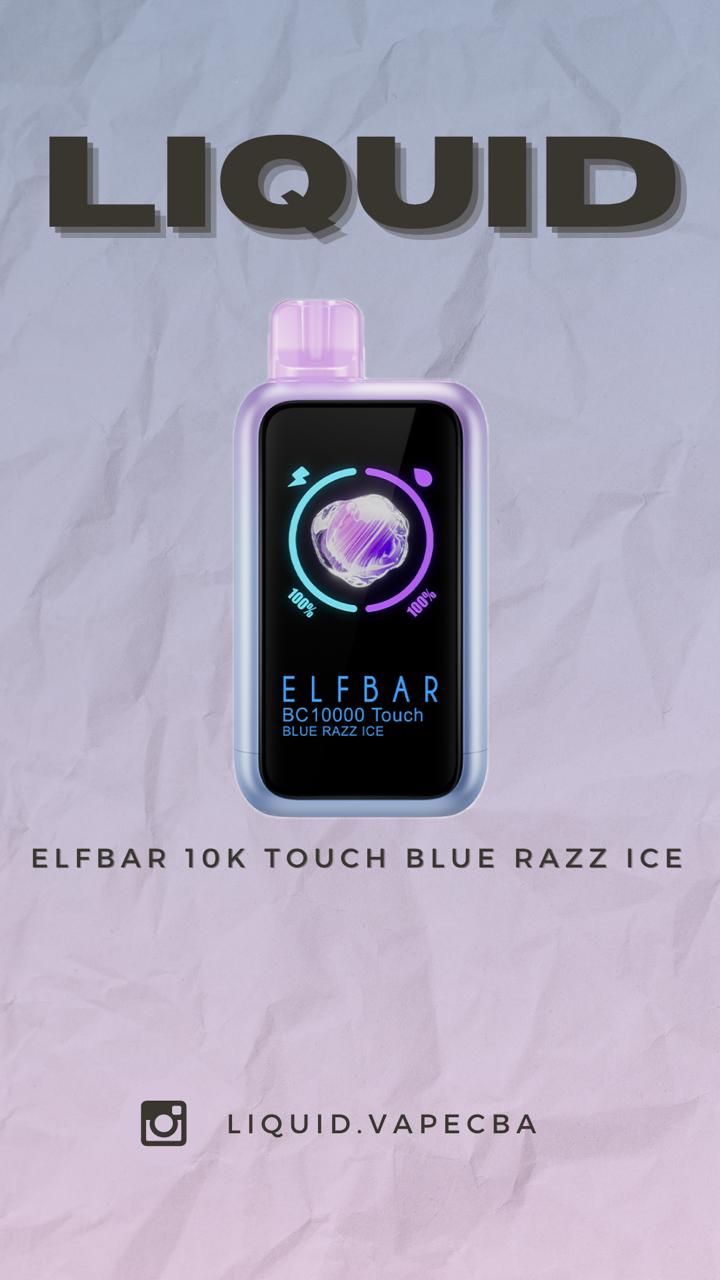 LIQUID
100% 100%
ELFBAR
BC10000 Touch
BLUE RAZZ ICE
ELFBAR 10K TOUCH BLUE RAZZ ICE
LIQUID.VAPECBA